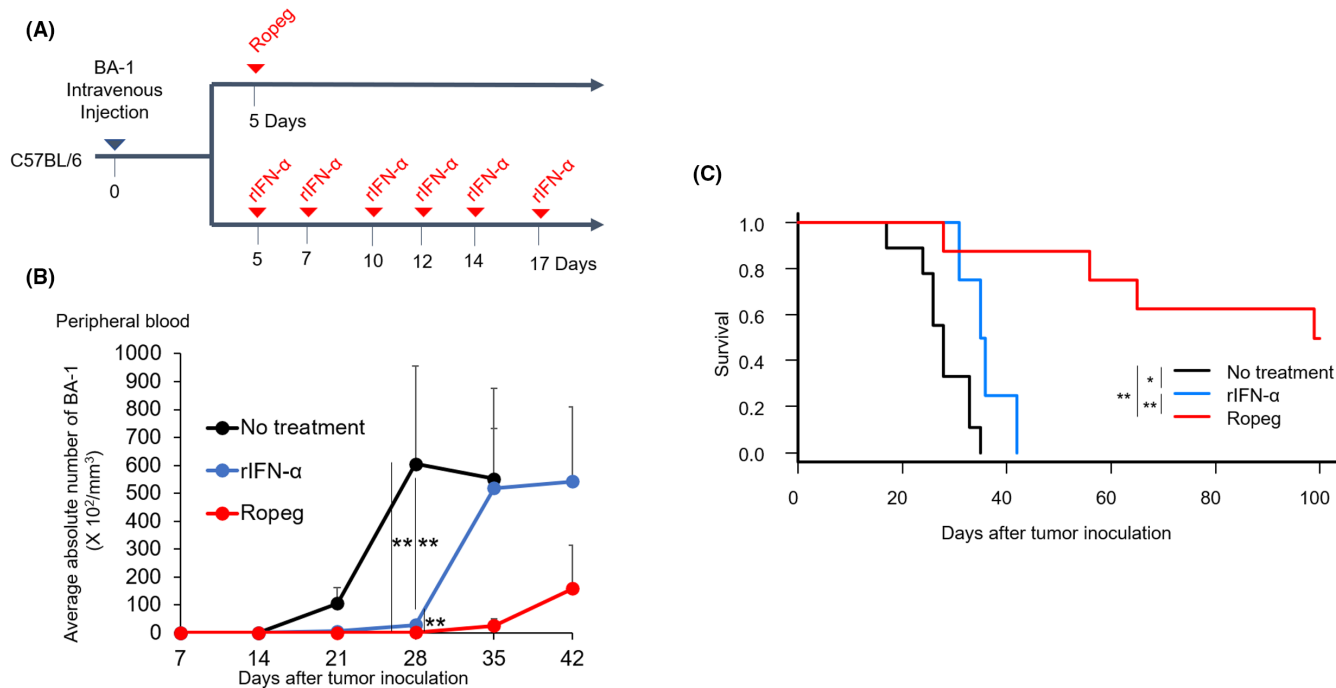 (A)
Ropeg
BA-1
Intravenous
Injection
5 Days
C57BL/6
0
rIFN-α rIFN-α rIFN-α rIFN-α rIFN-α rIFN-α
5 7 10 12 14 17 Days
(B)
Peripheral blood
Average absolute number of BA-1
(X 10²/mm³)
1000
900
800
700
600
500
400
300
200
100
0
No treatment
rIFN-α
Ropeg
** **
**
7 14 21 28 35 42
Days after tumor inoculation
(C)
Survival
1.0
0.8
0.6
0.4
0.2
0.0
No treatment
rIFN-α
Ropeg
*
** **
0 20 40 60 80 100
Days after tumor inoculation